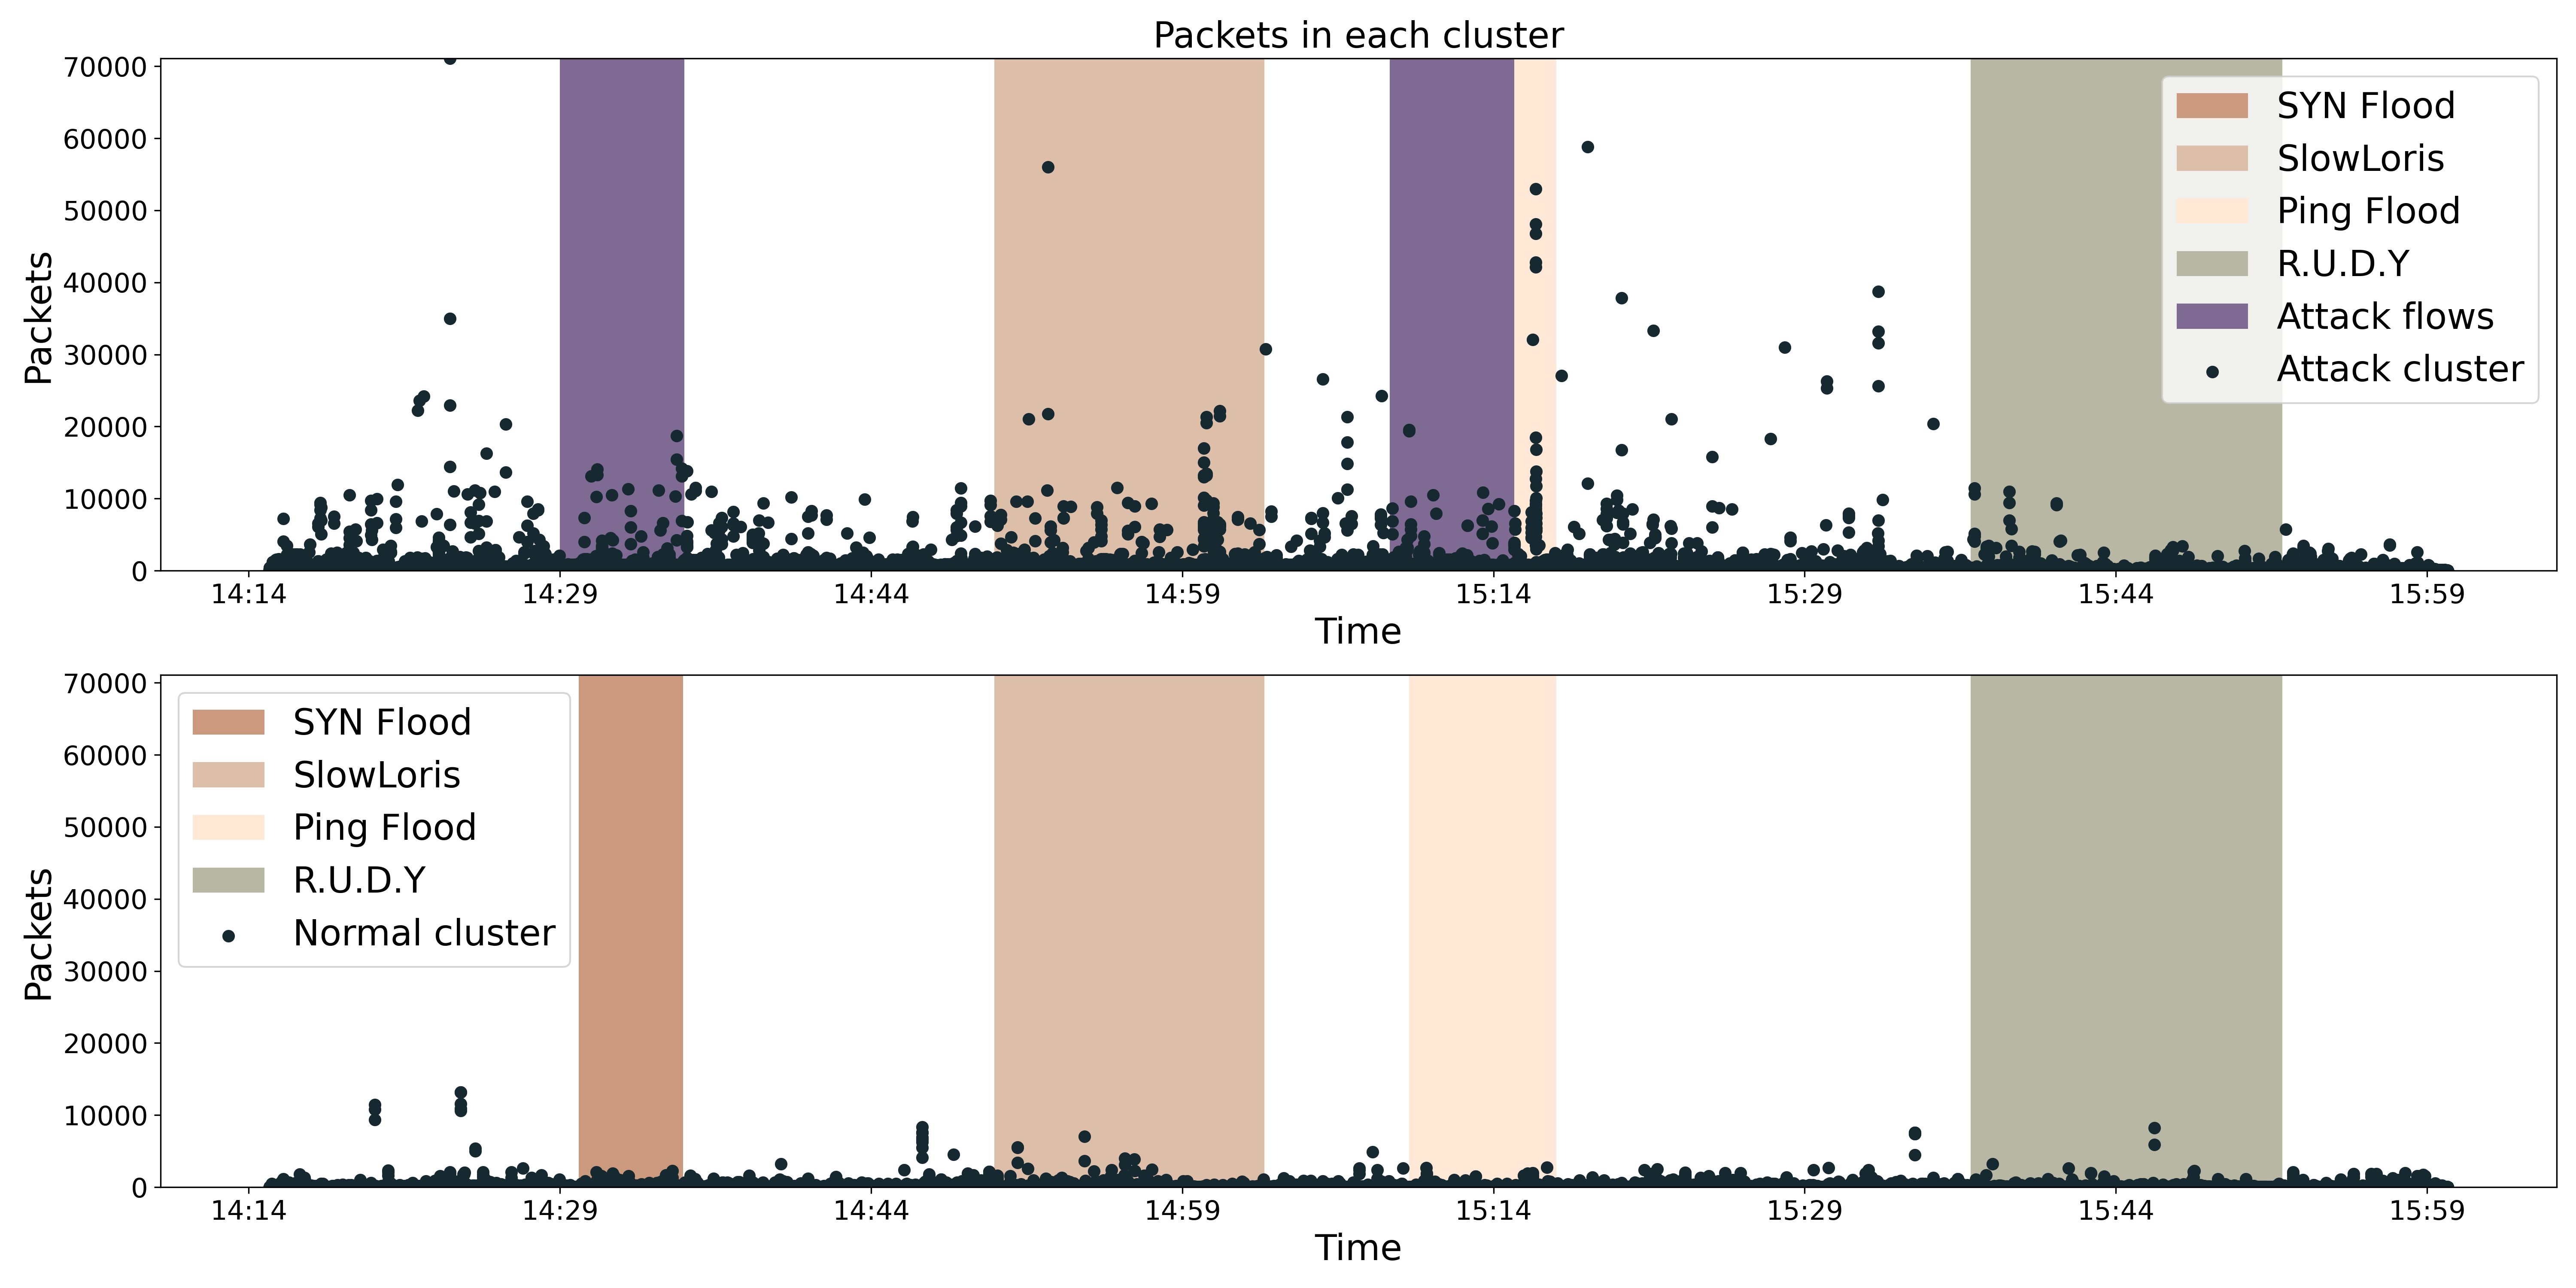 Packets in each cluster
70000
60000
50000
40000
30000
20000
10000
0
Packets
SYN Flood
SlowLoris
Ping Flood
R.U.D.Y
Attack flows
Attack cluster
14:14 14:29 14:44 14:59 15:14 15:29 15:44 15:59
Time
70000
60000
50000
40000
30000
20000
10000
0
Packets
SYN Flood
SlowLoris
Ping Flood
R.U.D.Y
Normal cluster
14:14 14:29 14:44 14:59 15:14 15:29 15:44 15:59
Time